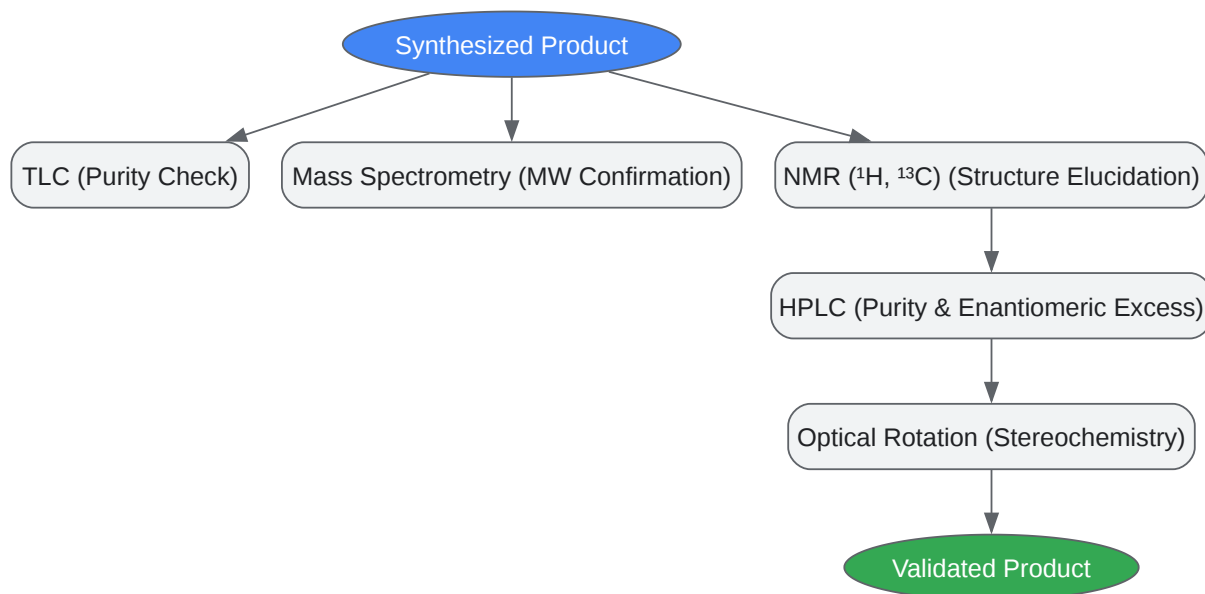 Synthesized Product
TLC (Purity Check)
Mass Spectrometry (MW Confirmation)
NMR (¹H, ¹³C) (Structure Elucidation)
HPLC (Purity & Enantiomeric Excess)
Optical Rotation (Stereochemistry)
Validated Product